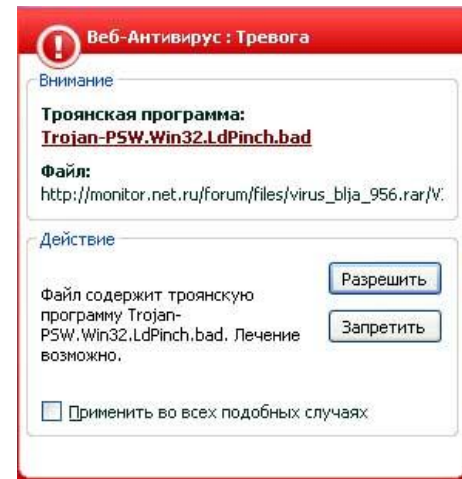 Веб-Антивирус : Тревога
Внимание
Троянская программа:
Trojan-PSW.Win32.LdPinch.bad
Файл:
http://monitor.net.ru/forum/files/virus_blja_956.rar/V
Действие
Файл содержит троянскую
программу Trojan-
PSW.Win32.LdPinch.bad. Лечение
возможно.
Разрешить
Запретить
Применить во всех подобных случаях